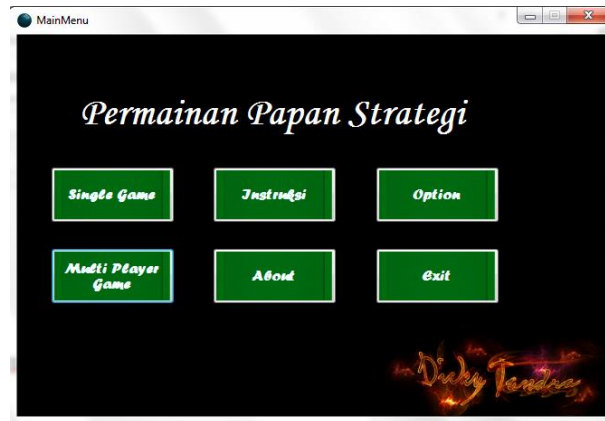 MainMenu
Permainan Papan Strategi
Single Game
Instruksi
Option
Multi Player
Game
About
Exit
Dicky Tandra